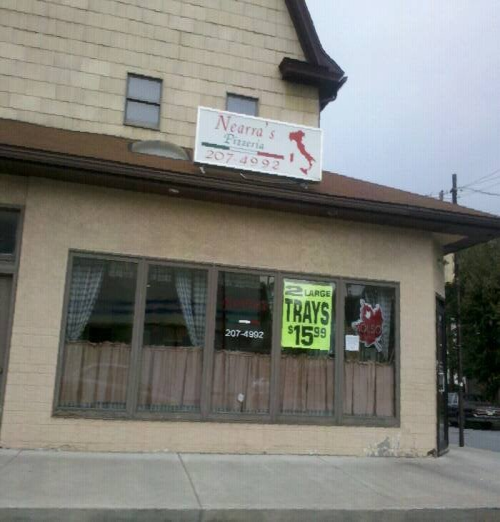 Nearra's
Pizzeria
207-4992
207-4992
2 LARGE
TRAYS
$15.99